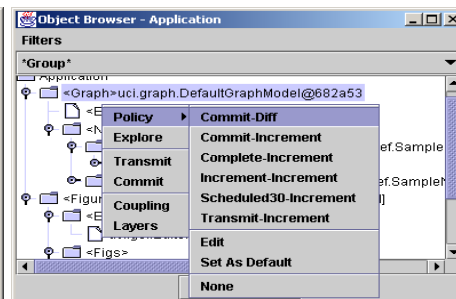 Object Browser - Application
Filters
*Group*
Application
<Graph>uci.graph.DefaultGraphModel@682a53
<E
Policy
Commit-Diff
<N
Explore
Commit-Increment
ef.Sample
Transmit
Complete-Increment
Commit
Increment-Increment
ef.SampleN
<Figur
Coupling
Scheduled30-Increment
<E
Layers
Transmit-Increment
Edit
<Figs>
Set As Default
None